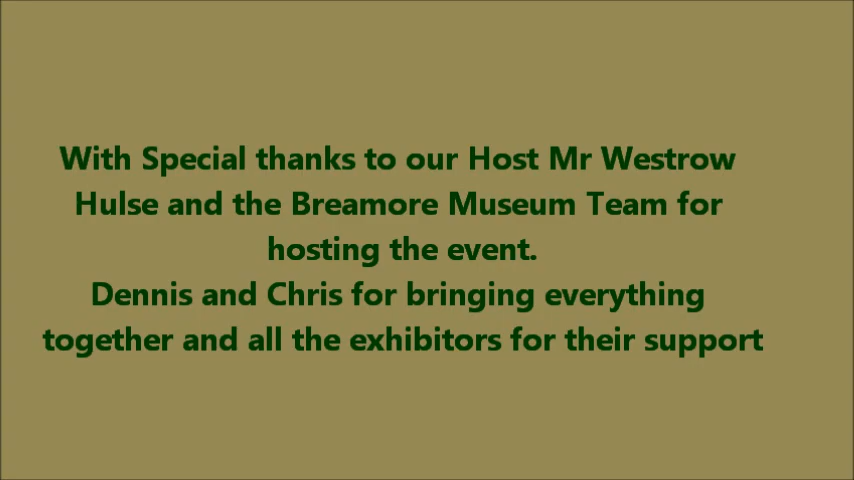 With Special thanks to our Host Mr Westrow
Hulse and the Breamore Museum Team for
hosting the event.
Dennis and Chris for bringing everything
together and all the exhibitors for their support